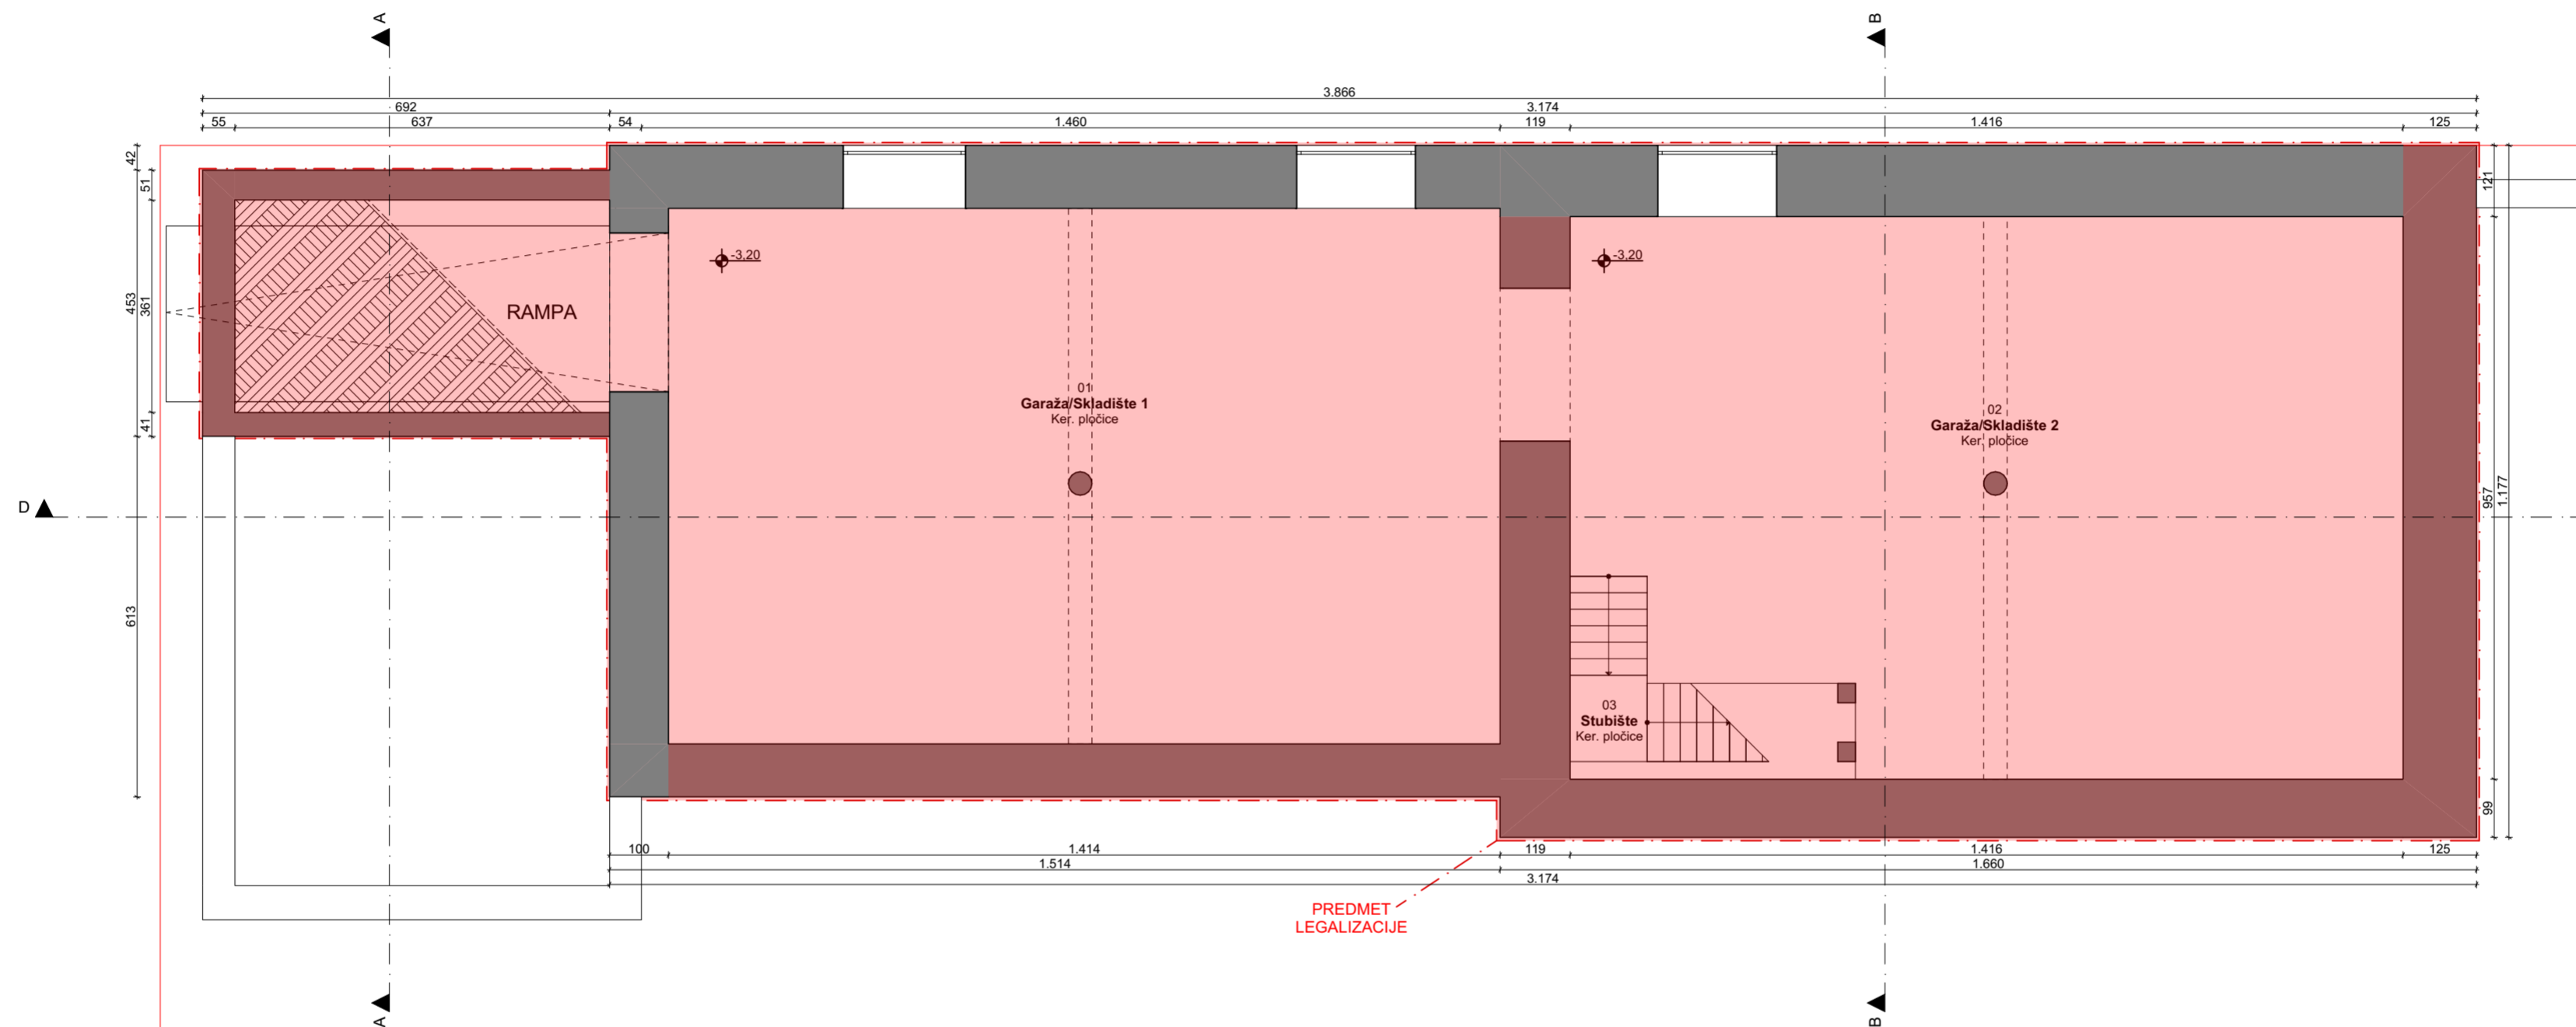 A
B
3.866
692
3.174
55
637
54
1.460
119
1.416
125
42
51
453
361
41
613
121
957
1.177
99
-3,20
-3,20
RAMPA
01
Garaža/Skladište 1
Ker. pločice
02
Garaža/Skladište 2
Ker. pločice
D
03
Stubište
Ker. pločice
100
1.414
119
1.416
125
1.514
1.660
3.174
PREDMET
LEGALIZACIJE
A
B